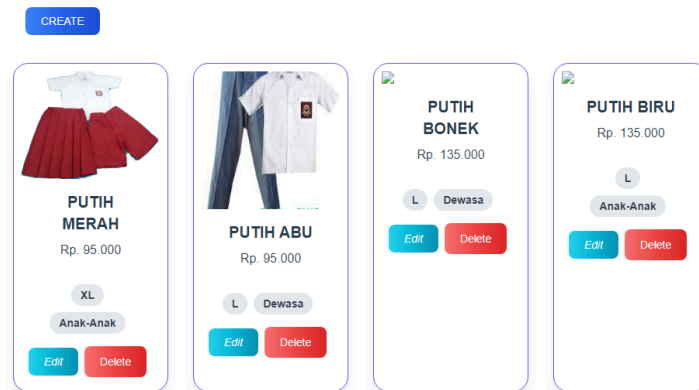 CREATE
PUTIH
MERAH
Rp. 95.000
XL
Anak-Anak
Edit Delete
PUTIH ABU
Rp. 95.000
L Dewasa
Edit Delete
PUTIH
BONEK
Rp. 135.000
L Dewasa
Edit Delete
PUTIH BIRU
Rp. 135.000
L
Anak-Anak
Edit Delete